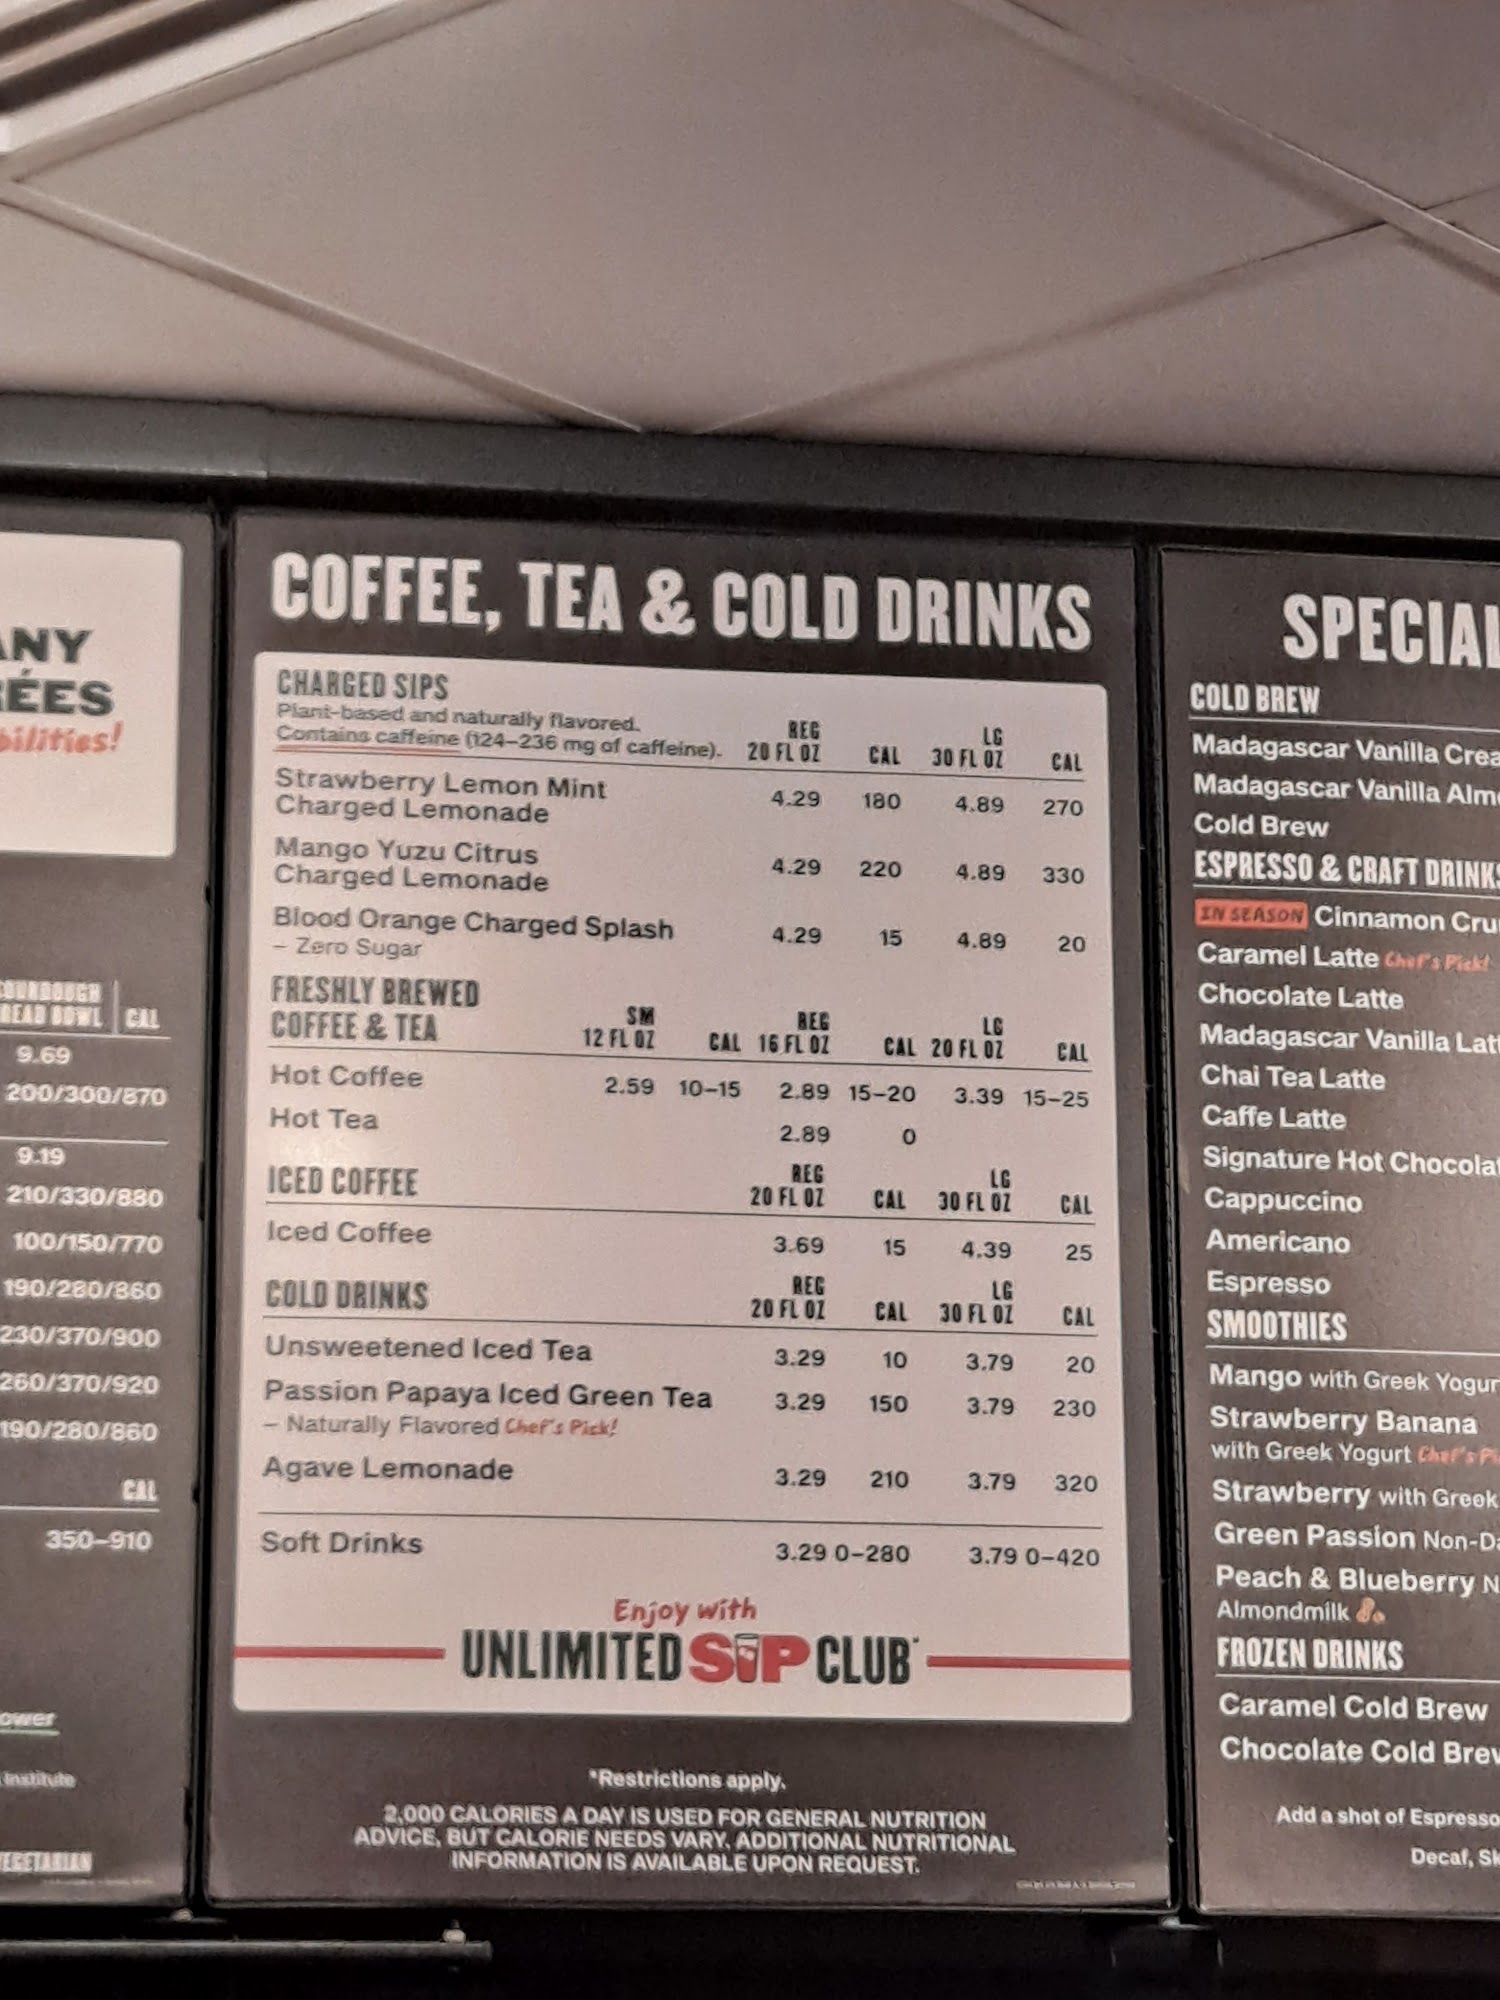 ANY
ÉES
bilities!
BREAD BOWL CAL
9.69
200/300/870
9.19
210/330/880
100/150/770
190/280/860
230/370/900
260/370/920
190/280/860
CAL
350–910
ower
Institute
VEGETARIAN
COFFEE, TEA & COLD DRINKS
CHARGED SIPS
Plant-based and naturally flavored.
Contains caffeine (124–236 mg of caffeine).
REG LG
20 FL OZ CAL 30 FL OZ CAL
Strawberry Lemon Mint
Charged Lemonade 4.29 180 4.89 270
Mango Yuzu Citrus
Charged Lemonade 4.29 220 4.89 330
Blood Orange Charged Splash 4.29 15 4.89 20
– Zero Sugar
FRESHLY BREWED
COFFEE & TEA
SM REG LG
12 FL OZ CAL 16 FL OZ CAL 20 FL OZ CAL
Hot Coffee 2.59 10–15 2.89 15–20 3.39 15–25
Hot Tea 2.89 0
ICED COFFEE
REG LG
20 FL OZ CAL 30 FL OZ CAL
Iced Coffee 3.69 15 4.39 25
COLD DRINKS
REG LG
20 FL OZ CAL 30 FL OZ CAL
Unsweetened Iced Tea 3.29 10 3.79 20
Passion Papaya Iced Green Tea 3.29 150 3.79 230
– Naturally Flavored Chef's Pick!
Agave Lemonade 3.29 210 3.79 320
Soft Drinks 3.29 0–280 3.79 0–420
Enjoy with
UNLIMITED SIP CLUB*
*Restrictions apply.
2,000 CALORIES A DAY IS USED FOR GENERAL NUTRITION
ADVICE, BUT CALORIE NEEDS VARY. ADDITIONAL NUTRITIONAL
INFORMATION IS AVAILABLE UPON REQUEST.
SPECIAL
COLD BREW
Madagascar Vanilla Crea
Madagascar Vanilla Almo
Cold Brew
ESPRESSO & CRAFT DRINKS
IN SEASON Cinnamon Cru
Caramel Latte Chef's Pick!
Chocolate Latte
Madagascar Vanilla Latt
Chai Tea Latte
Caffe Latte
Signature Hot Chocolat
Cappuccino
Americano
Espresso
SMOOTHIES
Mango with Greek Yogur
Strawberry Banana
with Greek Yogurt Chef's Pi
Strawberry with Greek
Green Passion Non-Da
Peach & Blueberry N
Almondmilk
FROZEN DRINKS
Caramel Cold Brew
Chocolate Cold Brew
Add a shot of Espresso
Decaf, Sk